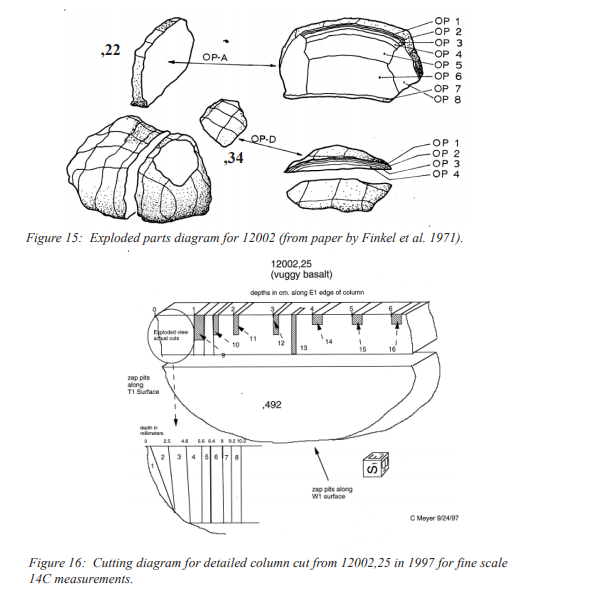 ,22
OP-A
OP 1
OP 2
OP 3
OP 4
OP 5
OP 6
OP 7
OP 8
,34
OP-D
OP 1
OP 2
OP 3
OP 4
Figure 15: Exploded parts diagram for 12002 (from paper by Finkel et al. 1971).
12002,25
(vuggy basalt)
depths in cm. along E1 edge of column
0 1 2 3 4 5 6
Exploded view
actual cuts
9 10 11 12 13 14 15 16
zap pits
along
T1 Surface
,492
depth in
millimeters
0 2.5 4.6 5.6 6.4 8 9.2 10.2
1 2 3 4 5 6 7 8
S1
zap pits along
W1 surface
C Meyer 9/24/97
Figure 16: Cutting diagram for detailed column cut from 12002,25 in 1997 for fine scale
14C measurements.